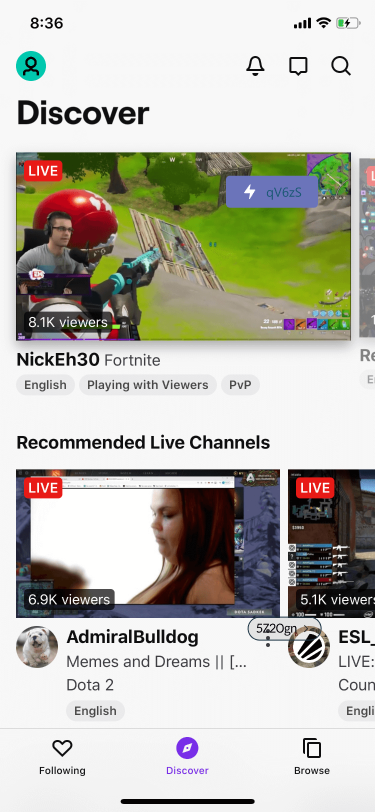 8:36
Discover
LIVE
qV6zS
8.1K viewers
NickEh30 Fortnite
English
Playing with Viewers
PvP
Recommended Live Channels
LIVE
6.9K viewers
LIVE
5.1K viewers
5Z2Ogn
AdmiralBulldog
Memes and Dreams || [...
Dota 2
English
ESL_
LIVE:
Coun
Engli
Following
Discover
Browse